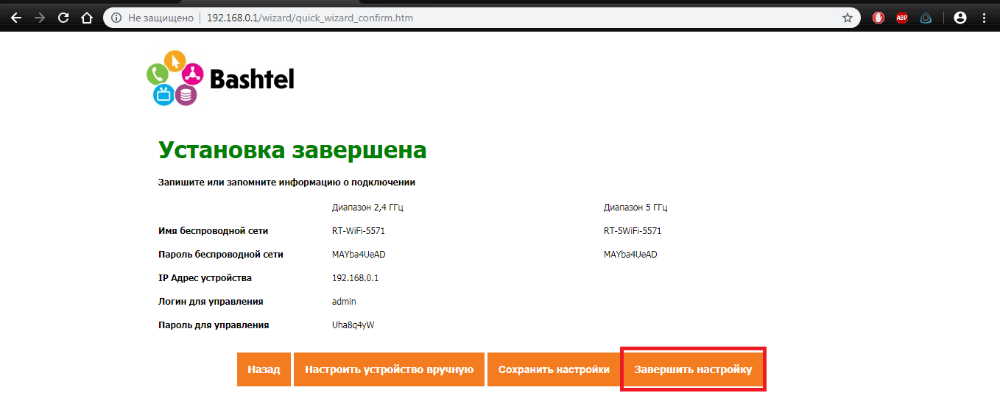 Не защищено 192.168.0.1/wizard/quick_wizard_confirm.htm
ABP
Bashtel
Установка завершена
Запишите или запомните информацию о подключении
Диапазон 2,4 ГГц Диапазон 5 ГГц
Имя беспроводной сети RT-WiFi-5571 RT-5WiFi-5571
Пароль беспроводной сети MAYba4UeAD MAYba4UeAD
IP Адрес устройства 192.168.0.1
Логин для управления admin
Пароль для управления Uha8q4yW
Назад Настроить устройство вручную Сохранить настройки Завершить настройку